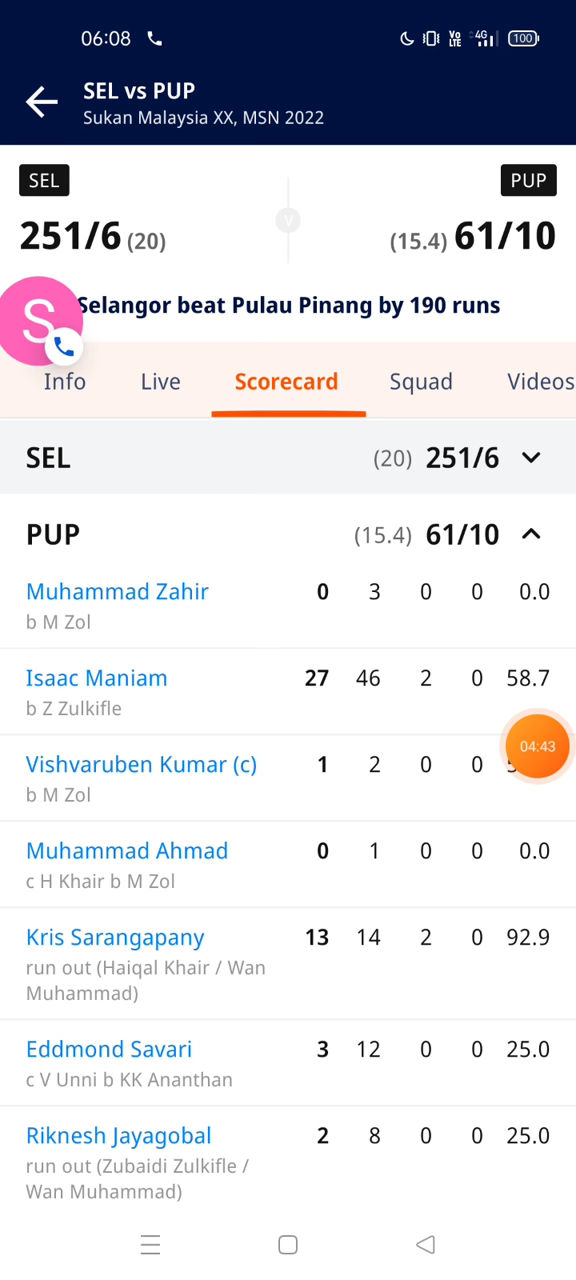 06:08
Vo LTE 4G 100
SEL vs PUP
Sukan Malaysia XX, MSN 2022
SEL PUP
V
251/6 (20) (15.4) 61/10
S
Selangor beat Pulau Pinang by 190 runs
Info Live Scorecard Squad Videos
SEL (20) 251/6
PUP (15.4) 61/10
Muhammad Zahir 0 3 0 0 0.0
b M Zol
Isaac Maniam 27 46 2 0 58.7
b Z Zulkifle
04:43
Vishvaruben Kumar (c) 1 2 0 0
b M Zol
Muhammad Ahmad 0 1 0 0 0.0
c H Khair b M Zol
Kris Sarangapany 13 14 2 0 92.9
run out (Haiqal Khair / Wan
Muhammad)
Eddmond Savari 3 12 0 0 25.0
c V Unni b KK Ananthan
Riknesh Jayagobal 2 8 0 0 25.0
run out (Zubaidi Zulkifle /
Wan Muhammad)